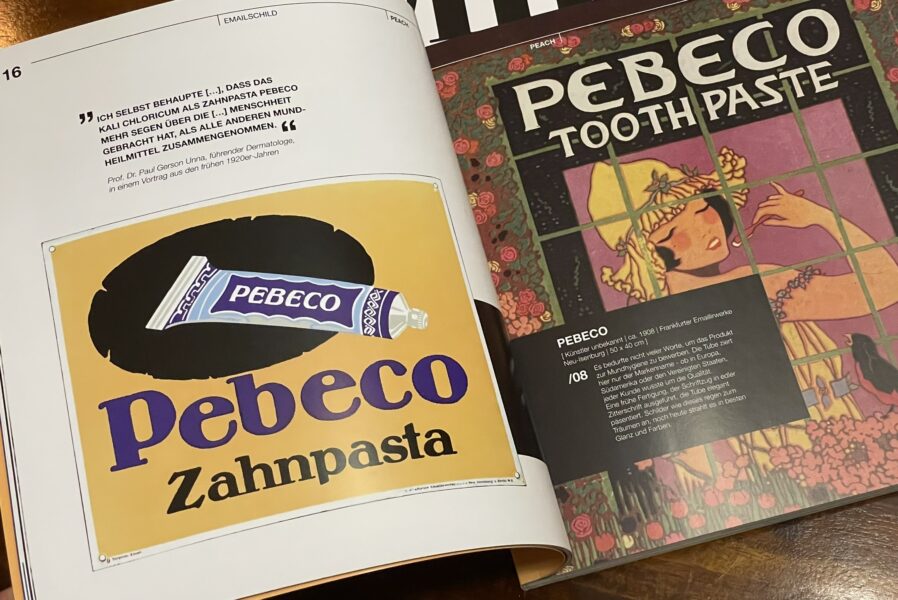 16
EMAILSCHILD
PEACH
„ ICH SELBST BEHAUPTE [...], DASS DAS
KALI CHLORICUM ALS ZAHNPASTA PEBECO
MEHR SEGEN ÜBER DIE [...] MENSCHHEIT
GEBRACHT HAT, ALS ALLE ANDEREN MUND-
HEILMITTEL ZUSAMMENGENOMMEN. “
Prof. Dr. Paul Gerson Unna, führender Dermatologe,
in einem Vortrag aus den frühen 1920er-Jahren
PEBECO
Pebeco
Zahnpasta
PEACH
PEBECO
TOOTH PASTE
PEBECO
[ Künstler unbekannt | ca. 1908 | Frankfurter Emaillirwerke
Neu-Isenburg | 50 x 40 cm ]
/08
Es bedurfte nicht vieler Worte, um das Produkt
zur Mundhygiene zu bewerben. Die Tube ziert
hier nur der Markenname – ob in Europa,
Südamerika oder den Vereinigten Staaten,
jeder Kunde wusste um die Qualität.
Eine frühe Fertigung, der Schriftzug in edler
Zitterschrift ausgeführt, die Tube elegant
präsentiert. Schilder wie dieses regen zum
Träumen an, noch heute strahlt es in besten
Glanz und Farben.